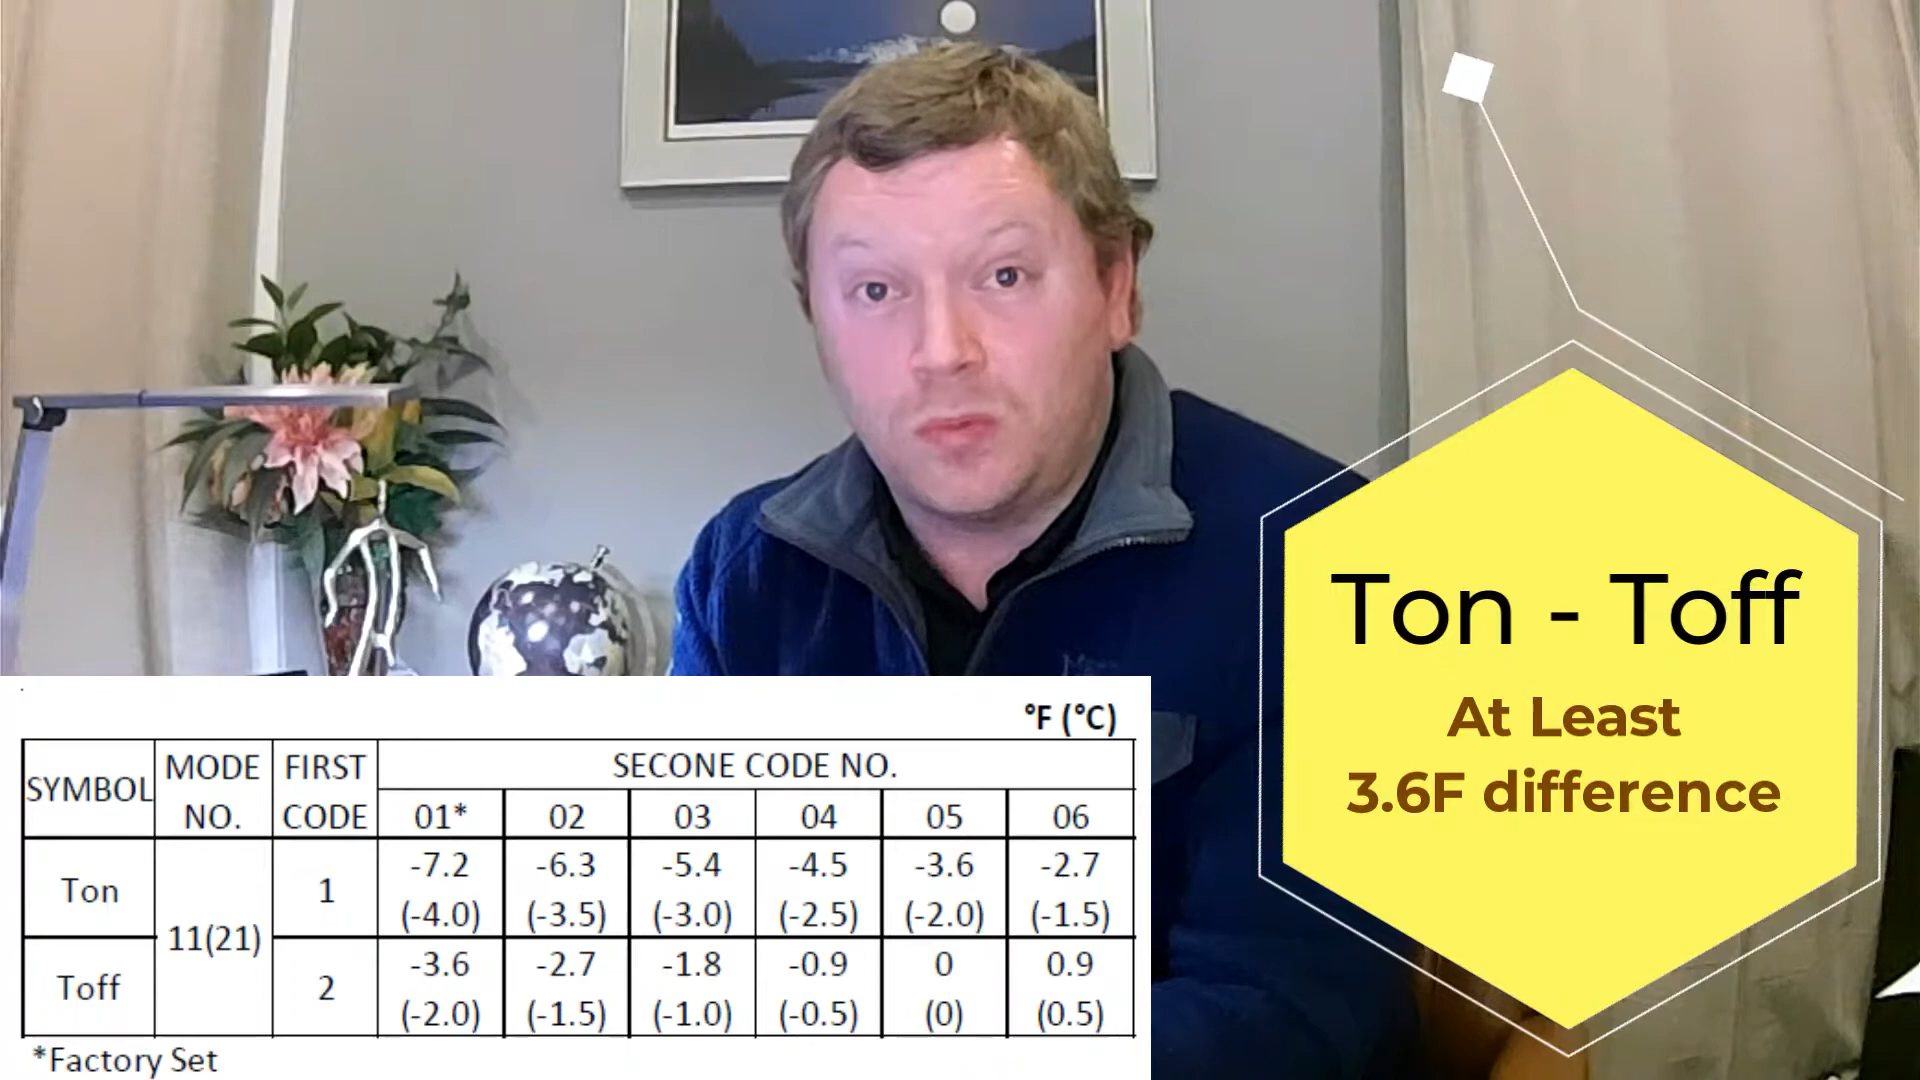 Ton - Toff
At Least
3.6F difference
°F (°C)
SYMBOL MODE NO. FIRST CODE SECONE CODE NO.
01* 02 03 04 05 06
Ton 11(21) 1 -7.2 -6.3 -5.4 -4.5 -3.6 -2.7
(-4.0) (-3.5) (-3.0) (-2.5) (-2.0) (-1.5)
Toff 2 -3.6 -2.7 -1.8 -0.9 0 0.9
(-2.0) (-1.5) (-1.0) (-0.5) (0) (0.5)
*Factory Set